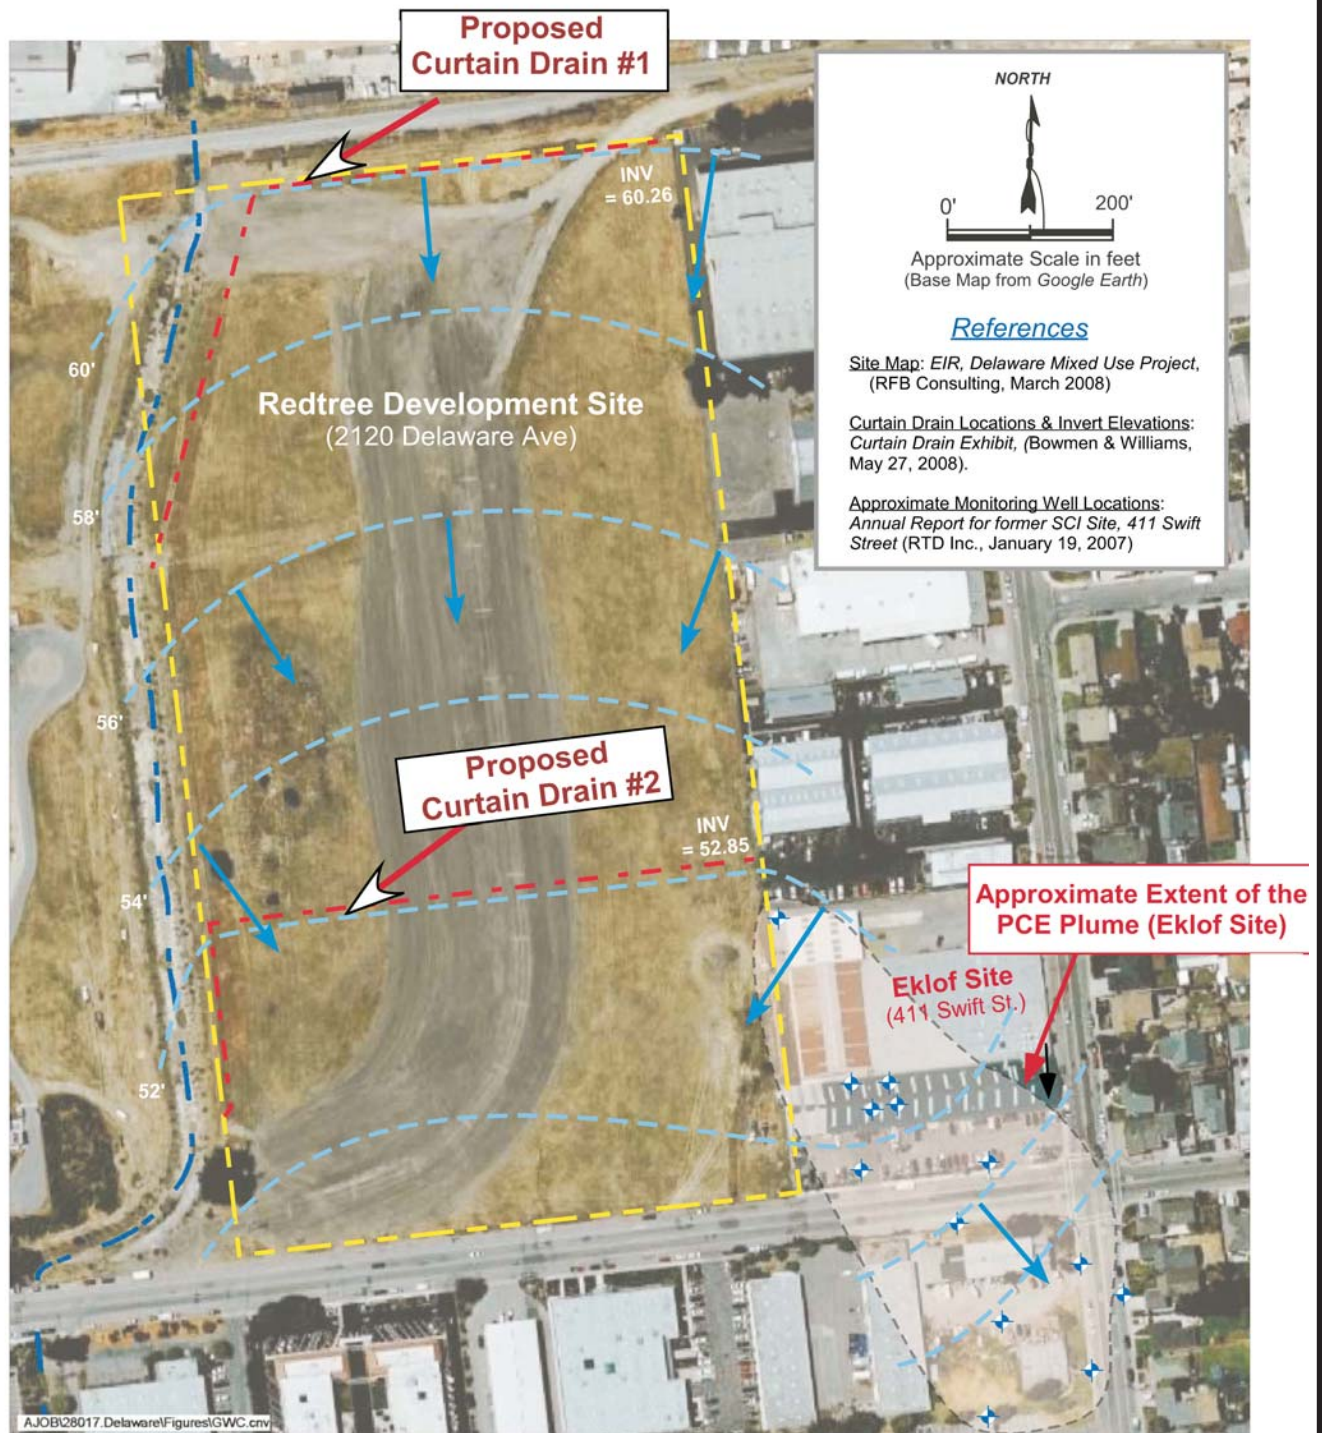 Proposed
Curtain Drain #1
NORTH
0'
200'
Approximate Scale in feet
(Base Map from Google Earth)
References
Site Map: EIR, Delaware Mixed Use Project,
(RFB Consulting, March 2008)
Curtain Drain Locations & Invert Elevations:
Curtain Drain Exhibit, (Bowmen & Williams,
May 27, 2008).
Approximate Monitoring Well Locations:
Annual Report for former SCI Site, 411 Swift
Street (RTD Inc., January 19, 2007)
INV
= 60.26
60'
Redtree Development Site
(2120 Delaware Ave)
58'
56'
Proposed
Curtain Drain #2
INV
= 52.85
54'
Approximate Extent of the
PCE Plume (Eklof Site)
Eklof Site
(411 Swift St.)
52'
AJOB\28017.Delaware\Figures\GWC.cnv